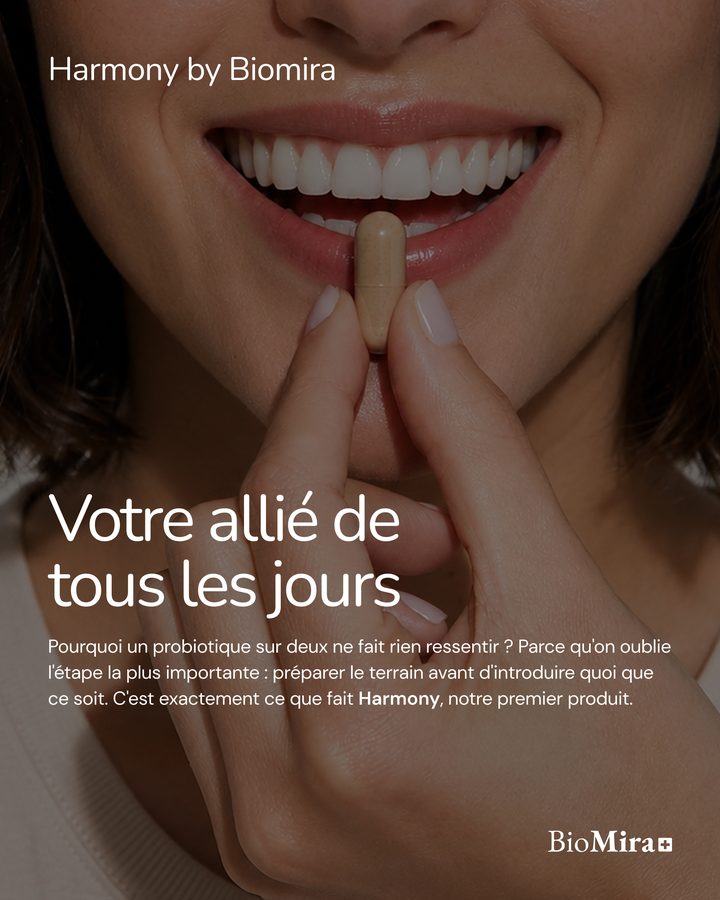 Harmony by Biomira
Votre allié de
tous les jours
Pourquoi un probiotique sur deux ne fait rien ressentir ? Parce qu'on oublie
l'étape la plus importante : préparer le terrain avant d'introduire quoi que
ce soit. C'est exactement ce que fait Harmony, notre premier produit.
BioMira